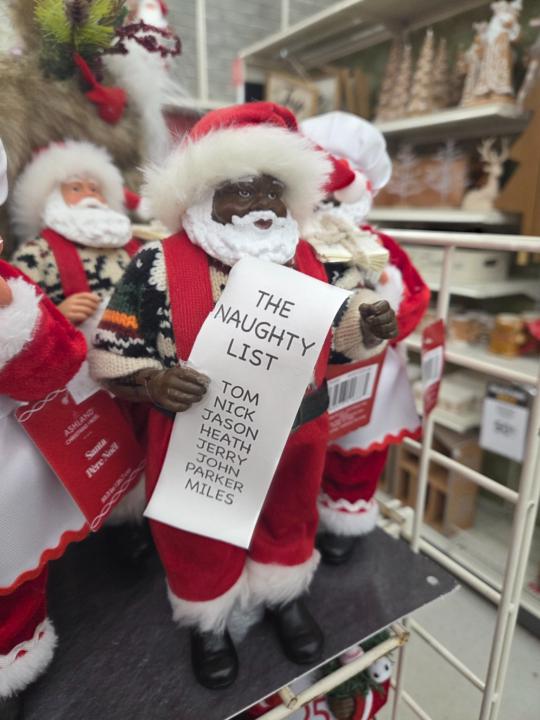 THE
NAUGHTY
LIST
TOM
NICK
JASON
HEATH
JERRY
JOHN
PARKER
MILES
ASHLAND
Santa
Père Noël